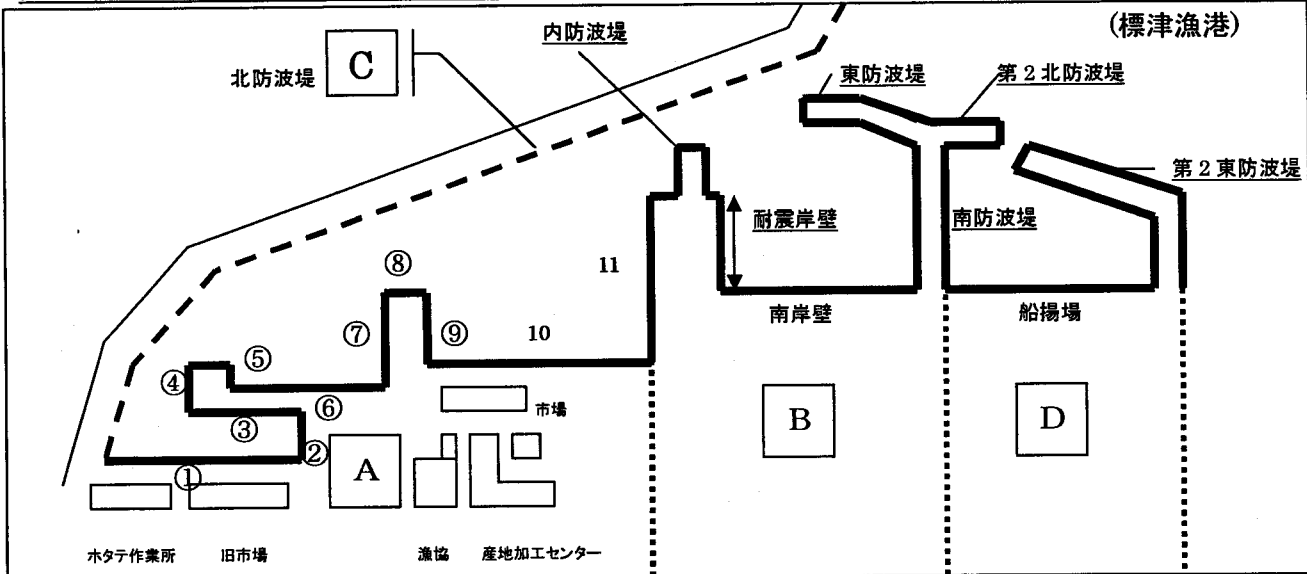 (標津漁港)
内防波堤
北防波堤
C
東防波堤
第2北防波堤
第2東防波堤
耐震岸壁
南防波堤
⑧
11
南岸壁
船揚場
⑦
⑨
10
⑤
④
⑥
③
市場
②
①
A
B
D
ホタテ作業所
旧市場
漁協
産地加工センター